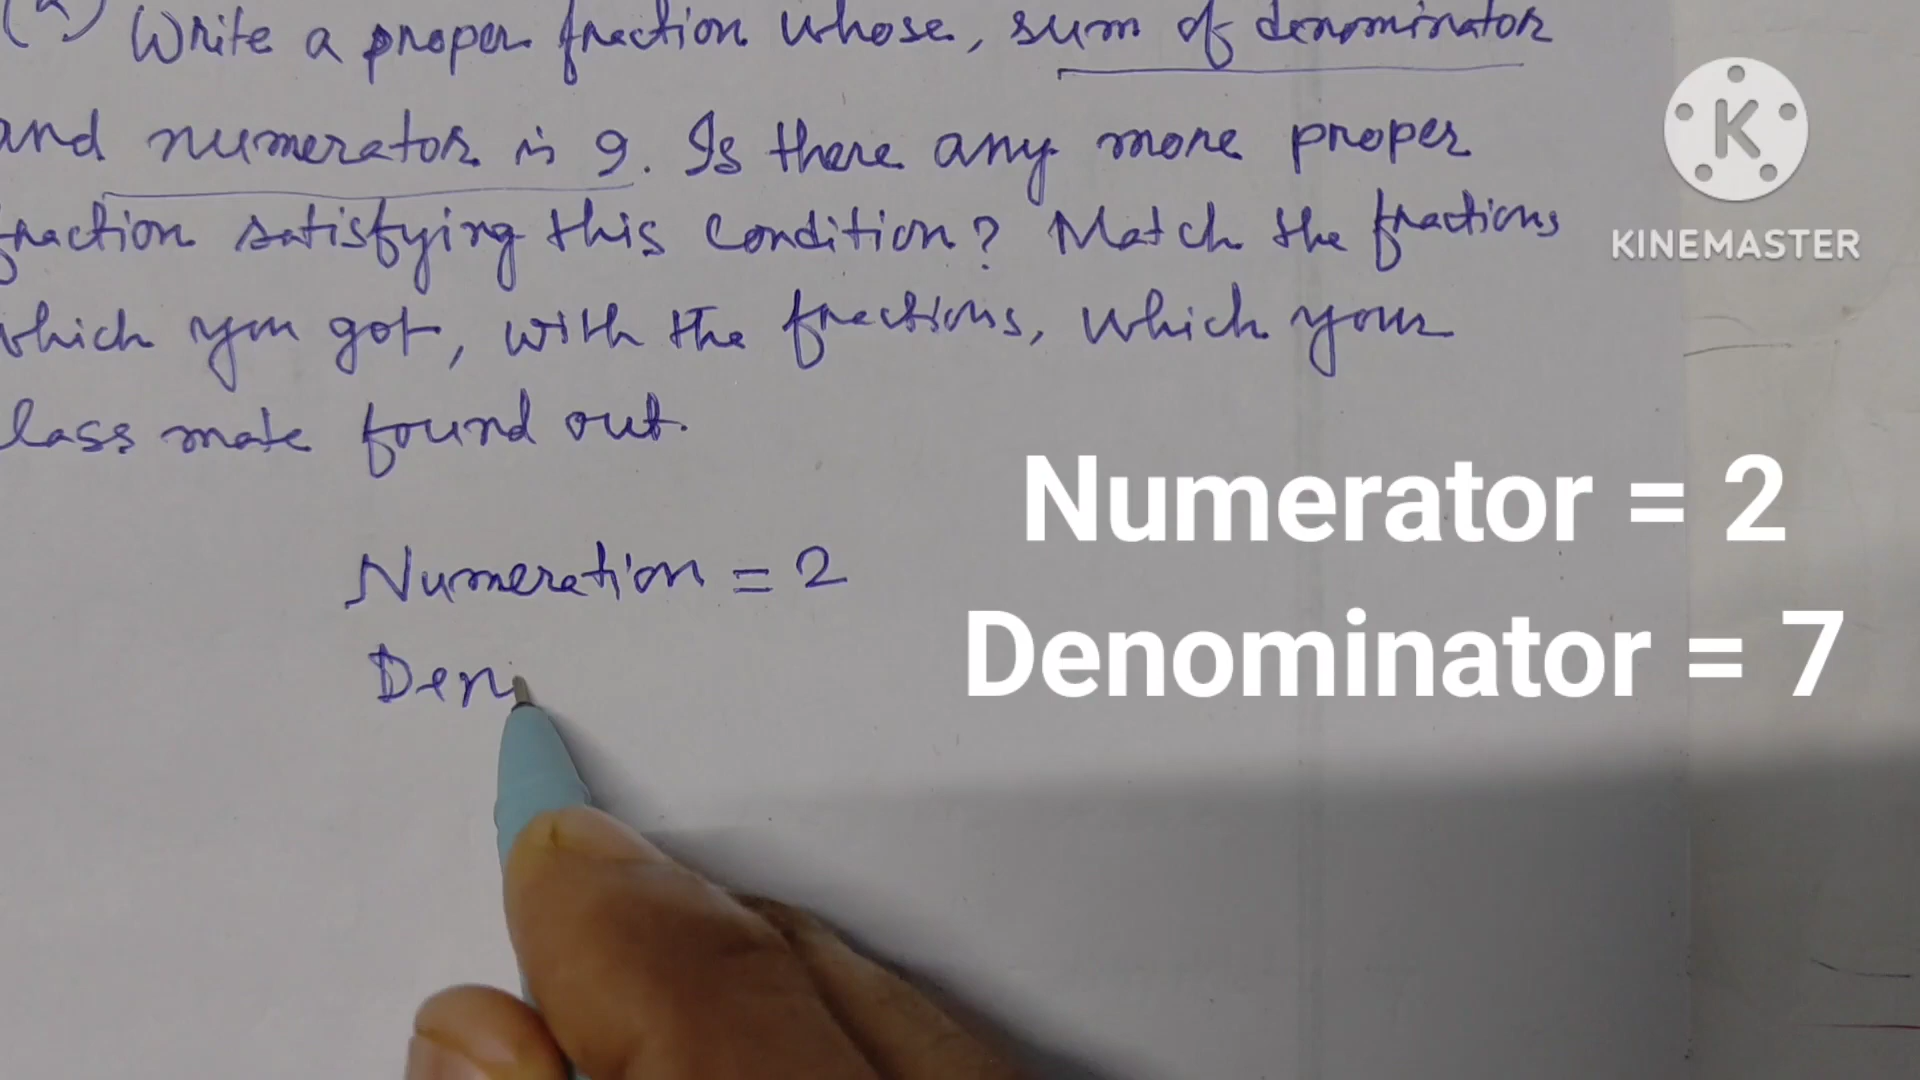 (a) Write a proper fraction whose, sum of denominator
and numerator is 9. Is there any more proper
fraction satisfying this condition? Match the fractions
which you got, with the fractions, which your
class mate found out.
Numeration = 2
Den
Numerator = 2
Denominator = 7
KINEMASTER